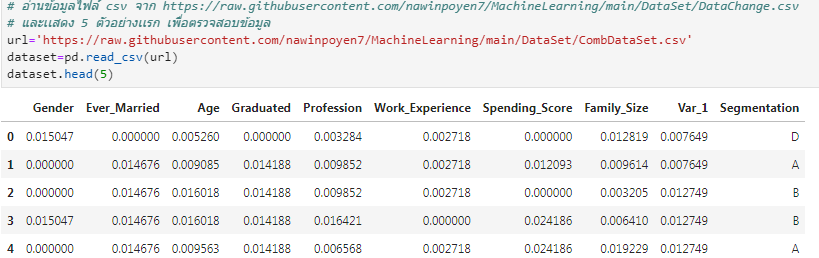 # อ่านข้อมูลไฟล์ csv จาก https://raw.githubusercontent.com/nawinpoyen7/MachineLearning/main/DataSet/DataChange.csv
# และแสดง 5 ตัวอย่างแรก เพื่อตรวจสอบข้อมูล
url='https://raw.githubusercontent.com/nawinpoyen7/MachineLearning/main/DataSet/CombDataSet.csv'
dataset=pd.read_csv(url)
dataset.head(5)
Gender Ever_Married Age Graduated Profession Work_Experience Spending_Score Family_Size Var_1 Segmentation
0 0.015047 0.000000 0.005260 0.000000 0.003284 0.002718 0.000000 0.012819 0.007649 D
1 0.000000 0.014676 0.009085 0.014188 0.009852 0.002718 0.012093 0.009614 0.007649 A
2 0.000000 0.014676 0.016018 0.014188 0.009852 0.002718 0.000000 0.003205 0.012749 B
3 0.015047 0.014676 0.016018 0.014188 0.016421 0.000000 0.024186 0.006410 0.012749 B
4 0.000000 0.014676 0.009563 0.014188 0.006568 0.002718 0.024186 0.019229 0.012749 A